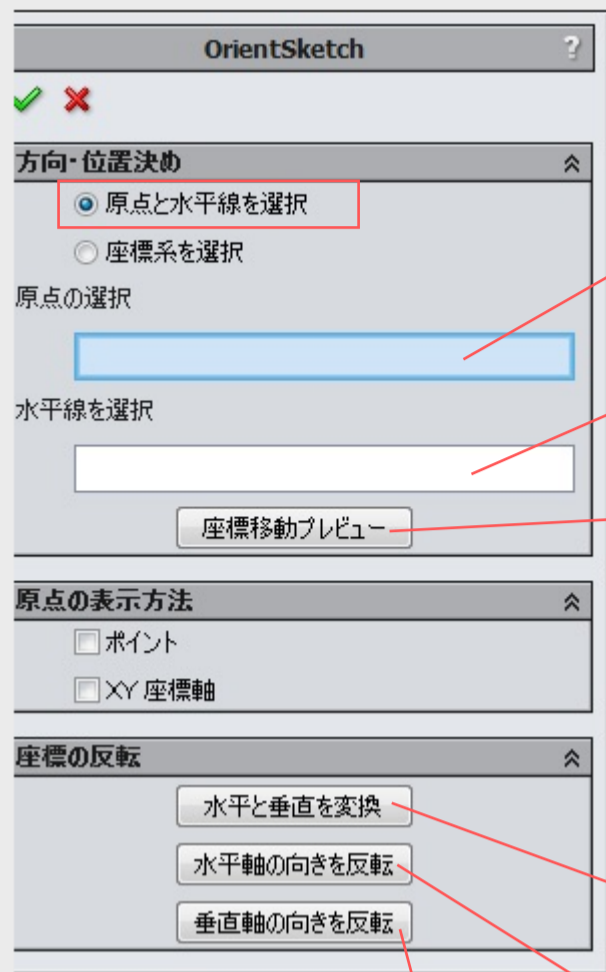 OrientSketch ?
方向・位置決め
原点と水平線を選択
座標系を選択
原点の選択
水平線を選択
座標移動プレビュー
原点の表示方法
ポイント
XY 座標軸
座標の反転
水平と垂直を変換
水平軸の向きを反転
垂直軸の向きを反転